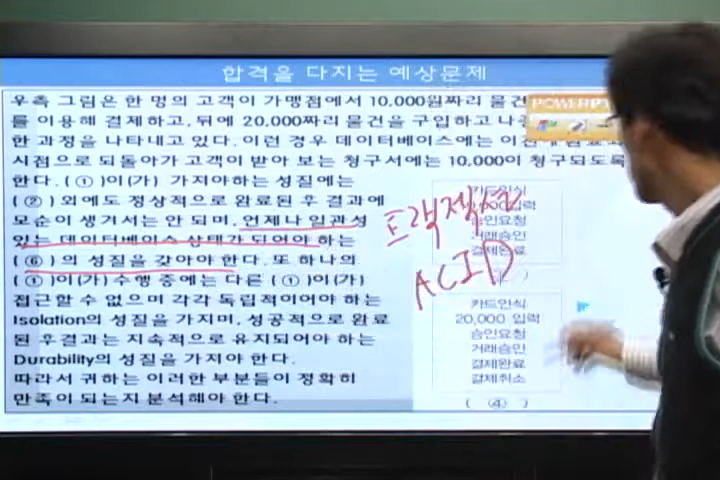 합격을 다지는 예상문제
우측 그림은 한 명의 고객이 가맹점에서 10,000원짜리 물건
를 이용해 결제하고, 뒤에 20,000짜리 물건을 구입하고 나
한 과정을 나타내고 있다. 이런 경우 데이터베이스에는 이전
시점으로 되돌아가 고객이 받아 보는 청구서에는 10,000이 청구되도록
한다. ( ① )이(가) 가지야하는 성질에는
( ② ) 외에도 정상적으로 완료된 후 결과에
모순이 생겨서는 안 되며, 언제나 일관성
있는 데이터베이스 상태가 되어야 하는
( ⑥ ) 의 성질을 갖아야 한다. 또 하나의
( ① )이(가) 수행 중에는 다른 ( ① )이(가)
접근할 수 없으며 각각 독립적이어야 하는
Isolation의 성질을 가지며, 성공적으로 완료
된 후결과는 지속적으로 유지되어야 하는
Durability의 성질을 가져야 한다.
따라서 귀하는 이러한 부분들이 정확히
만족이 되는지 분석해야 한다.
POWERP
카드인식
입력
승인요청
거래승인
결제완료
트랙젝션
ACID
카드인식
20,000 입력
승인요청
거래승인
결제완료
결제취소
( ④ )